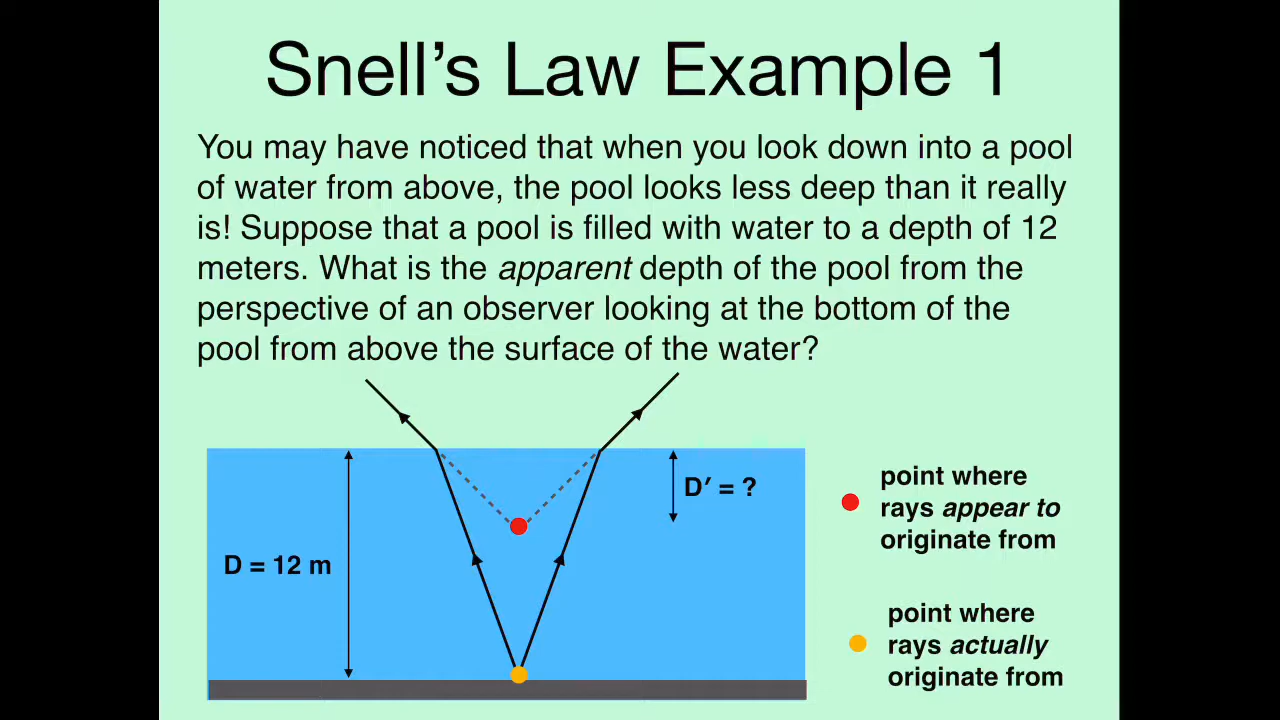 Snell’s Law Example 1
You may have noticed that when you look down into a pool
of water from above, the pool looks less deep than it really
is! Suppose that a pool is filled with water to a depth of 12
meters. What is the apparent depth of the pool from the
perspective of an observer looking at the bottom of the
pool from above the surface of the water?
D′ = ?
D = 12 m
point where
rays appear to
originate from
point where
rays actually
originate from